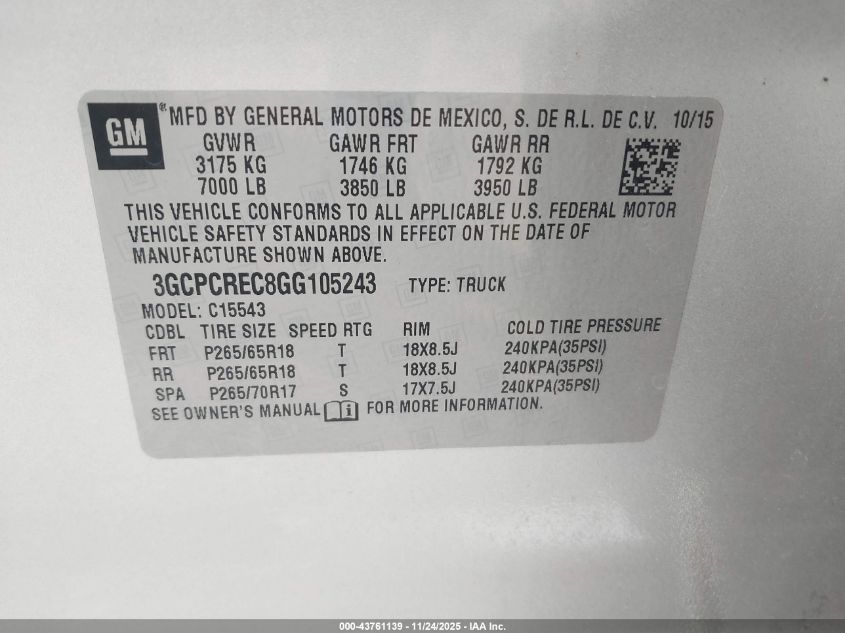 GM ® MFD BY GENERAL MOTORS DE MEXICO, S. DE R.L. DE C.V. 10/15
GVWR GAWR FRT GAWR RR
3175 KG 1746 KG 1792 KG
7000 LB 3850 LB 3950 LB
THIS VEHICLE CONFORMS TO ALL APPLICABLE U.S. FEDERAL MOTOR
VEHICLE SAFETY STANDARDS IN EFFECT ON THE DATE OF
MANUFACTURE SHOWN ABOVE.
3GCPCREC8GG105243 TYPE: TRUCK
MODEL: C15543
CDBL TIRE SIZE SPEED RTG RIM COLD TIRE PRESSURE
FRT P265/65R18 T 18X8.5J 240KPA(35PSI)
RR P265/65R18 T 18X8.5J 240KPA(35PSI)
SPA P265/70R17 S 17X7.5J 240KPA(35PSI)
SEE OWNER'S MANUAL i FOR MORE INFORMATION.
000-43761139 - 11/24/2025 - IAA Inc.